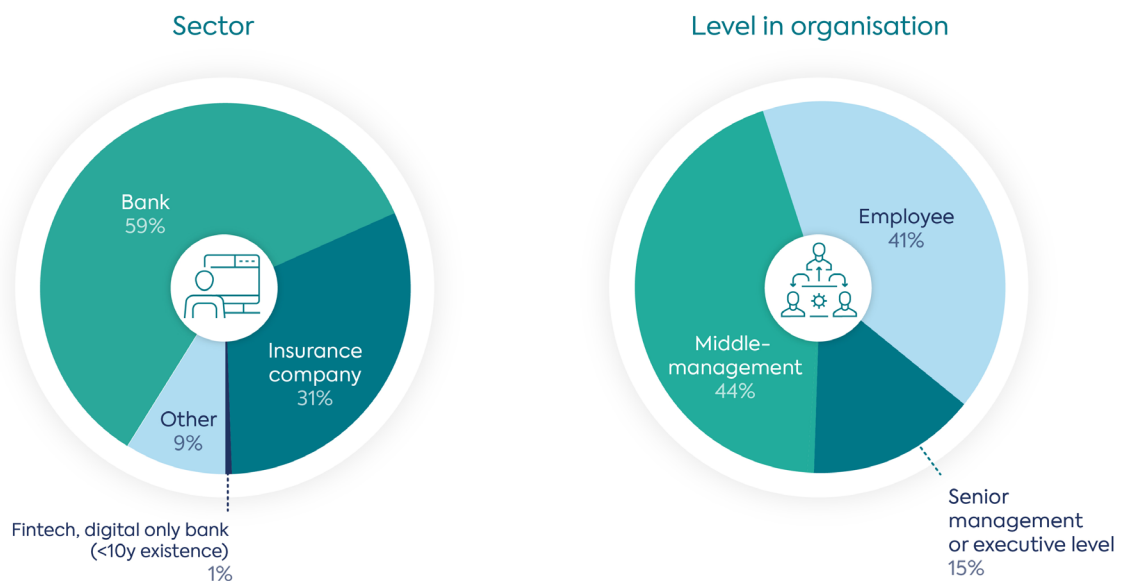 Sector
Bank
59%
Insurance
company
31%
Other
9%
Fintech, digital only bank
(<10y existence)
1%
Level in organisation
Employee
41%
Middle-
management
44%
Senior
management
or executive level
15%